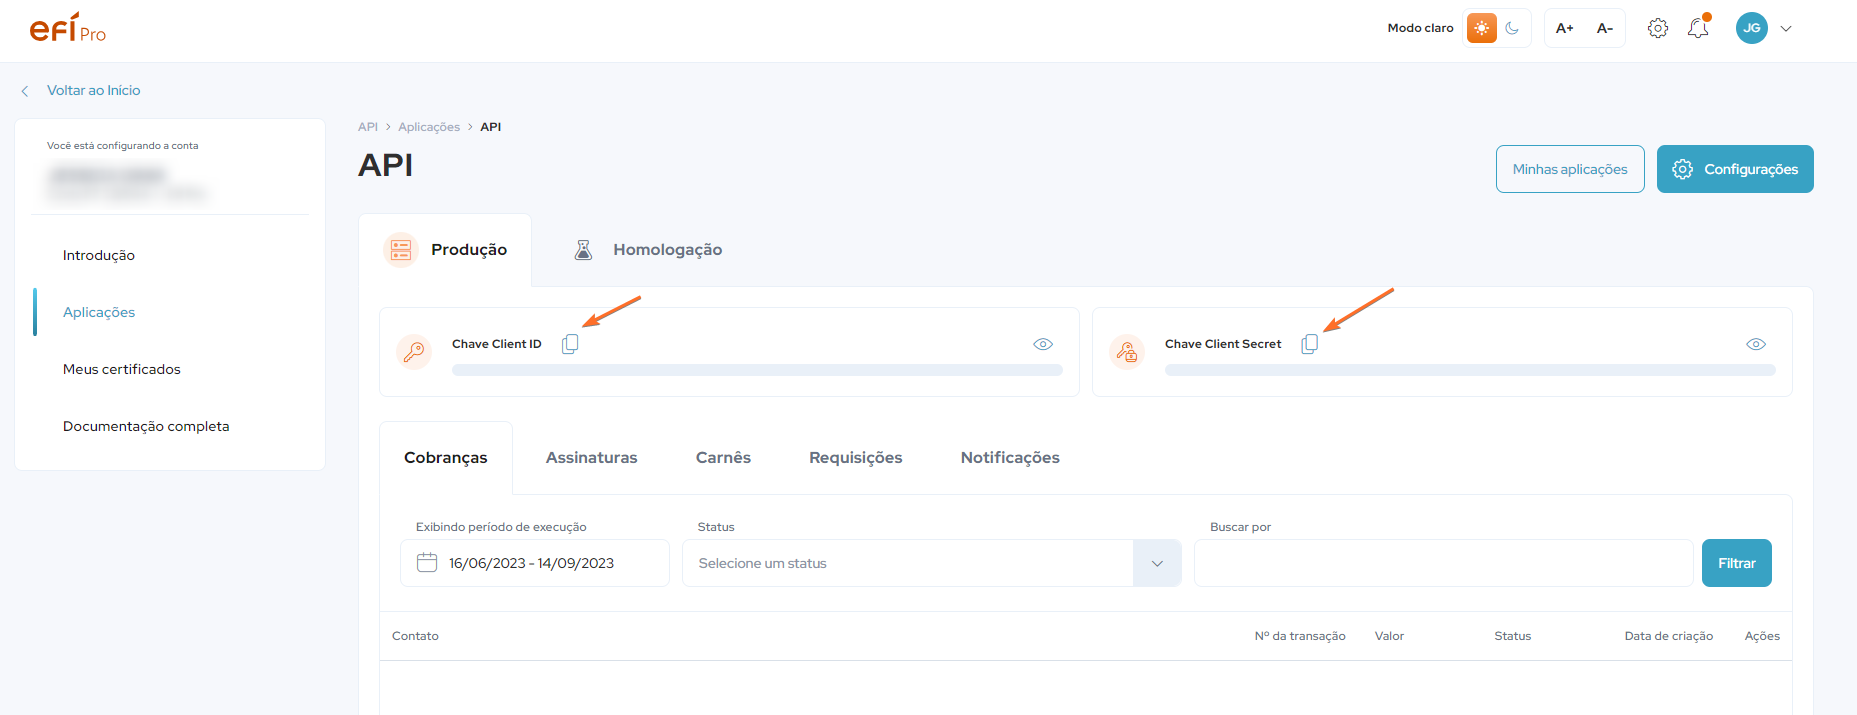 efí Pro
Modo claro
A+ A-
JG
Voltar ao Início
Você está configurando a conta
Introdução
Aplicações
Meus certificados
Documentação completa
API > Aplicações > API
API
Minhas aplicações
Configurações
Produção
Homologação
Chave Client ID
Chave Client Secret
Cobranças
Assinaturas
Carnês
Requisições
Notificações
Exibindo período de execução
Status
Buscar por
16/06/2023 - 14/09/2023
Selecione um status
Filtrar
Contato
Nº da transação
Valor
Status
Data de criação
Ações